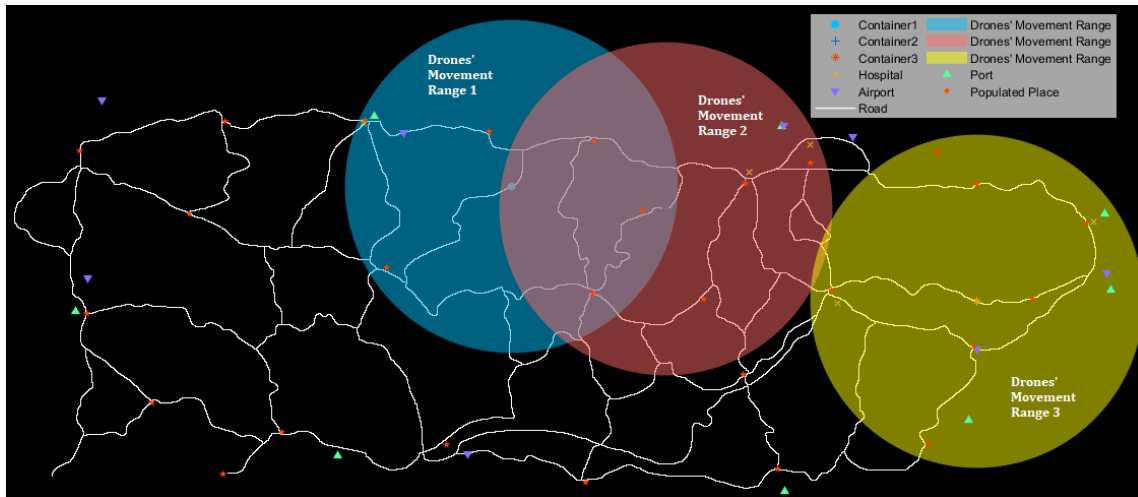 Drones'
Movement
Range 1
Drones'
Movement
Range 2
Drones'
Movement
Range 3
Container1 Drones' Movement Range
Container2 Drones' Movement Range
Container3 Drones' Movement Range
Hospital Port
Airport Populated Place
Road